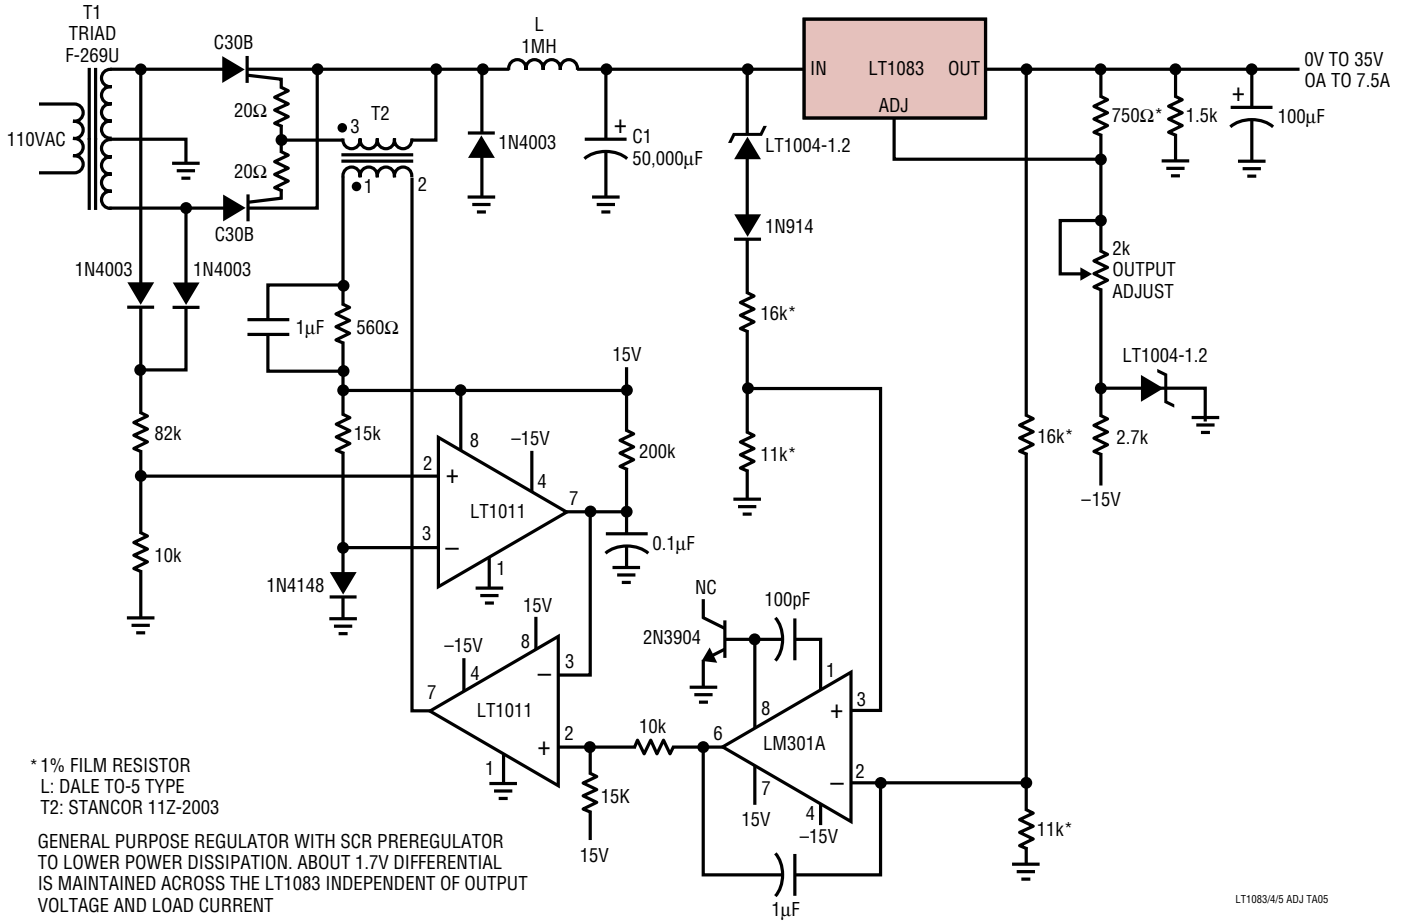 T1
TRIAD
F-269U
110VAC
C30B
20Ω
20Ω
C30B
T2
3
1
2
1N4003
1N4003
L
1MH
1N4003
+
C1
50,000µF
IN
LT1083
OUT
ADJ
0V TO 35V
OA TO 7.5A
750Ω*
1.5k
+
100µF
LT1004-1.2
1N914
16k*
11k*
2k
OUTPUT
ADJUST
LT1004-1.2
16k*
2.7k
–15V
1µF
560Ω
15V
82k
15k
200k
10k
2
+
3
–
8
–15V
4
7
LT1011
1
0.1µF
1N4148
15V
8
–15V
4
7
LT1011
–
3
+
2
1
10k
15K
15V
NC
2N3904
100pF
1
8
6
LM301A
+
3
–
2
7
15V
4
–15V
1µF
11k*
* 1% FILM RESISTOR
L: DALE TO-5 TYPE
T2: STANCOR 11Z-2003
GENERAL PURPOSE REGULATOR WITH SCR PREREGULATOR
TO LOWER POWER DISSIPATION. ABOUT 1.7V DIFFERENTIAL
IS MAINTAINED ACROSS THE LT1083 INDEPENDENT OF OUTPUT
VOLTAGE AND LOAD CURRENT
LT1083/4/5 ADJ TA05